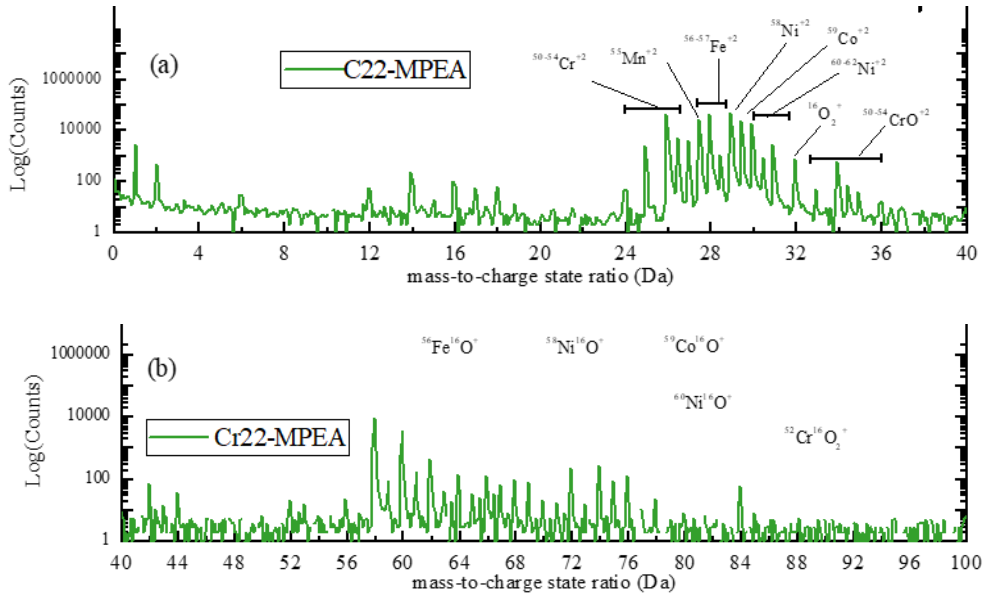 (a)
C22-MPEA
⁵⁰⁻⁵⁴Cr⁺²
⁵⁵Mn⁺²
⁵⁶⁻⁵⁷Fe⁺²
⁵⁸Ni⁺²
⁵⁹Co⁺²
⁶⁰⁻⁶²Ni⁺²
¹⁶O₂⁺
⁵⁰⁻⁵⁴CrO⁺²
Log(Counts)
1000000
10000
100
1
0 4 8 12 16 20 24 28 32 36 40
mass-to-charge state ratio (Da)
(b)
Cr22-MPEA
⁵⁶Fe¹⁶O⁺
⁵⁸Ni¹⁶O⁺
⁵⁹Co¹⁶O⁺
⁶⁰Ni¹⁶O⁺
⁵²Cr¹⁶O₂⁺
Log(Counts)
1000000
10000
100
1
40 44 48 52 56 60 64 68 72 76 80 84 88 92 96 100
mass-to-charge state ratio (Da)